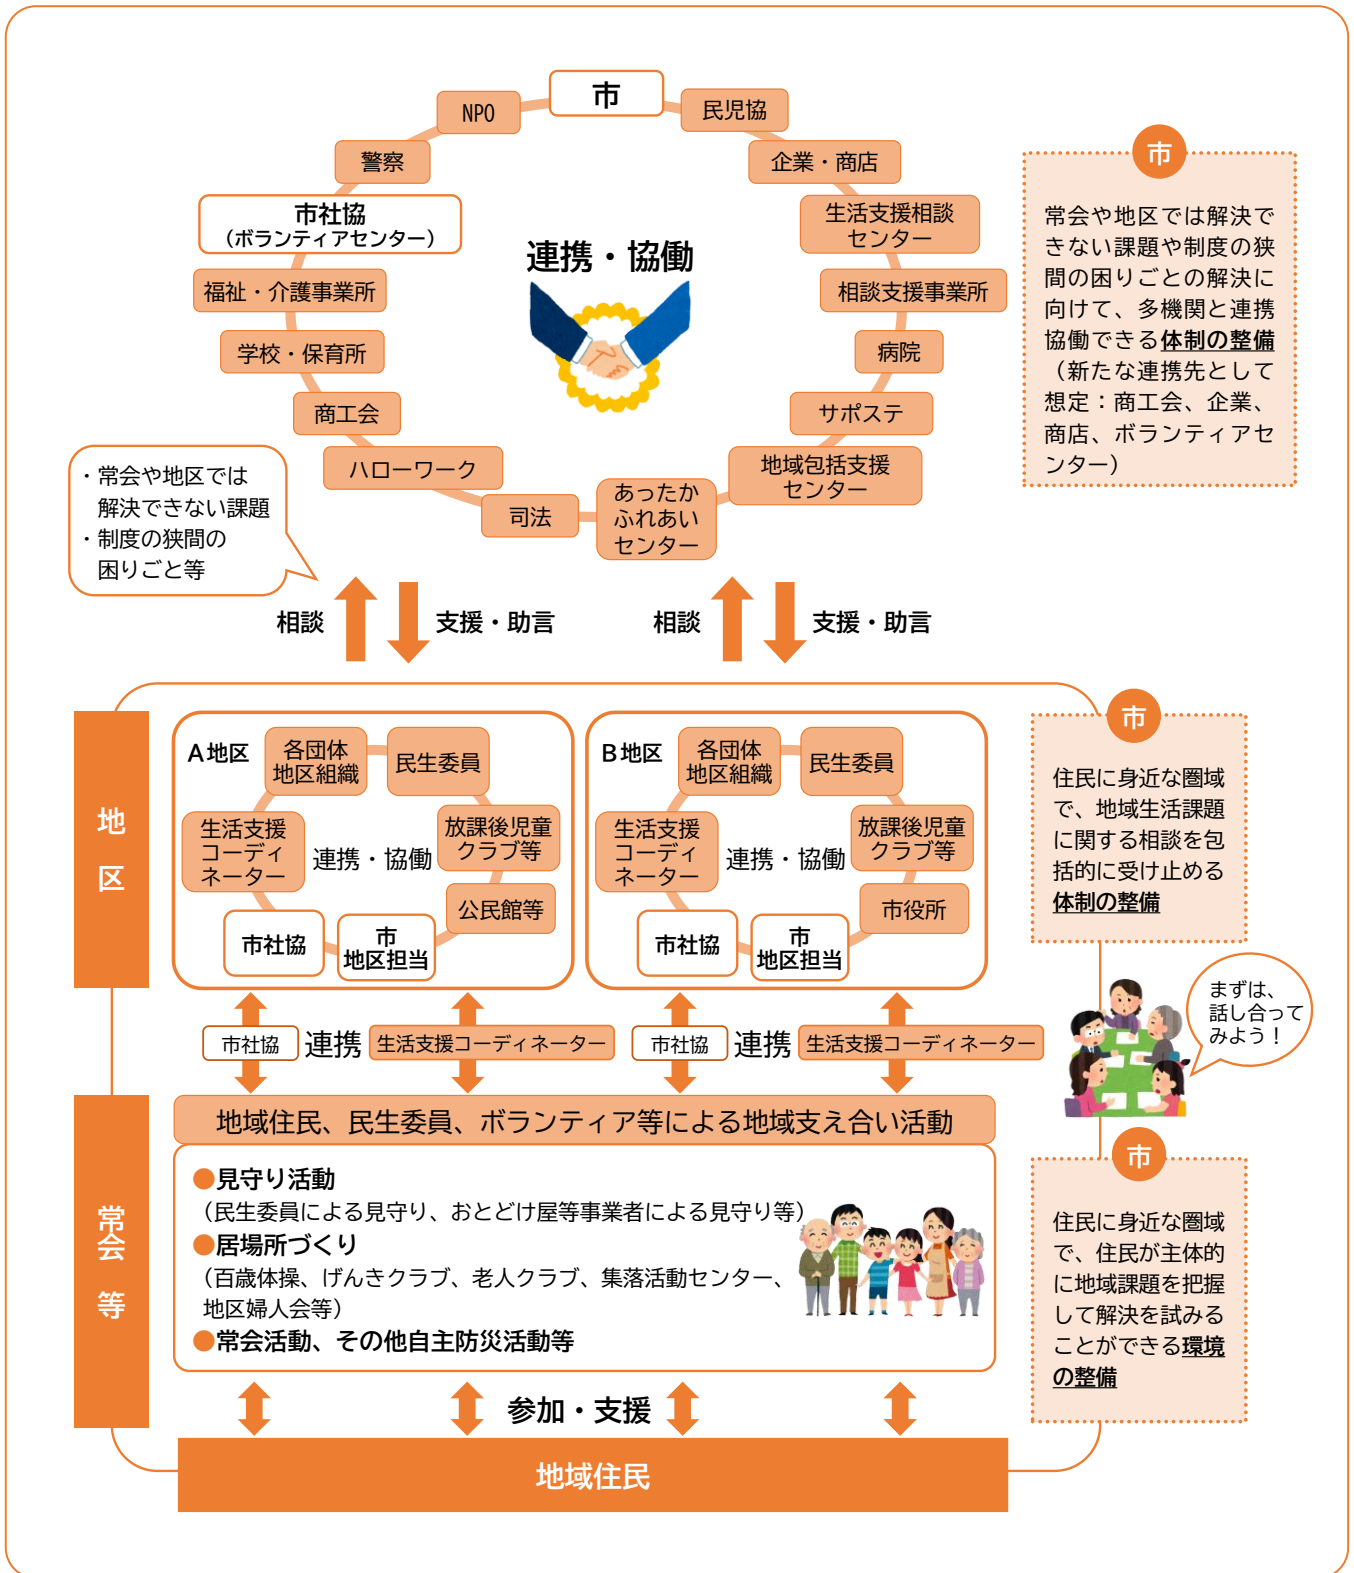 市
NPO
民児協
警察
企業・商店
市社協
（ボランティアセンター）
生活支援相談
センター
連携・協働
福祉・介護事業所
相談支援事業所
学校・保育所
病院
商工会
サポステ
ハローワーク
地域包括支援
センター
司法
あったか
ふれあい
センター
市
常会や地区では解決で
きない課題や制度の狭
間の困りごとの解決に
向けて、多機関と連携
協働できる体制の整備
（新たな連携先として
想定：商工会、企業、
商店、ボランティアセ
ンター）
・常会や地区では
解決できない課題
・制度の狭間の
困りごと等
相談
支援・助言
相談
支援・助言
地区
A地区
各団体
地区組織
民生委員
生活支援
コーディ
ネーター
連携・協働
放課後児童
クラブ等
公民館等
市社協
市
地区担当
B地区
各団体
地区組織
民生委員
生活支援
コーディ
ネーター
連携・協働
放課後児童
クラブ等
市役所
市社協
市
地区担当
市
住民に身近な圏域
で、地域生活課題
に関する相談を包
括的に受け止める
体制の整備
市社協
連携
生活支援コーディネーター
市社協
連携
生活支援コーディネーター
まずは、
話し合って
みよう！
常会等
地域住民、民生委員、ボランティア等による地域支え合い活動
●見守り活動
（民生委員による見守り、おとどけ屋等事業者による見守り等）
●居場所づくり
（百歳体操、げんきクラブ、老人クラブ、集落活動センター、
地区婦人会等）
●常会活動、その他自主防災活動等
市
住民に身近な圏域
で、住民が主体的
に地域課題を把握
して解決を試みる
ことができる環境
の整備
参加・支援
地域住民